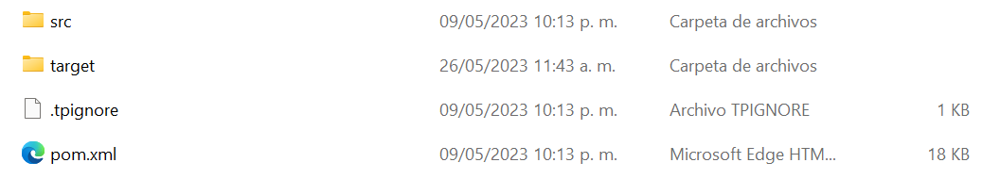 src 09/05/2023 10:13 p. m. Carpeta de archivos
target 26/05/2023 11:43 a. m. Carpeta de archivos
.tpignore 09/05/2023 10:13 p. m. Archivo TPIGNORE 1 KB
pom.xml 09/05/2023 10:13 p. m. Microsoft Edge HTM... 18 KB